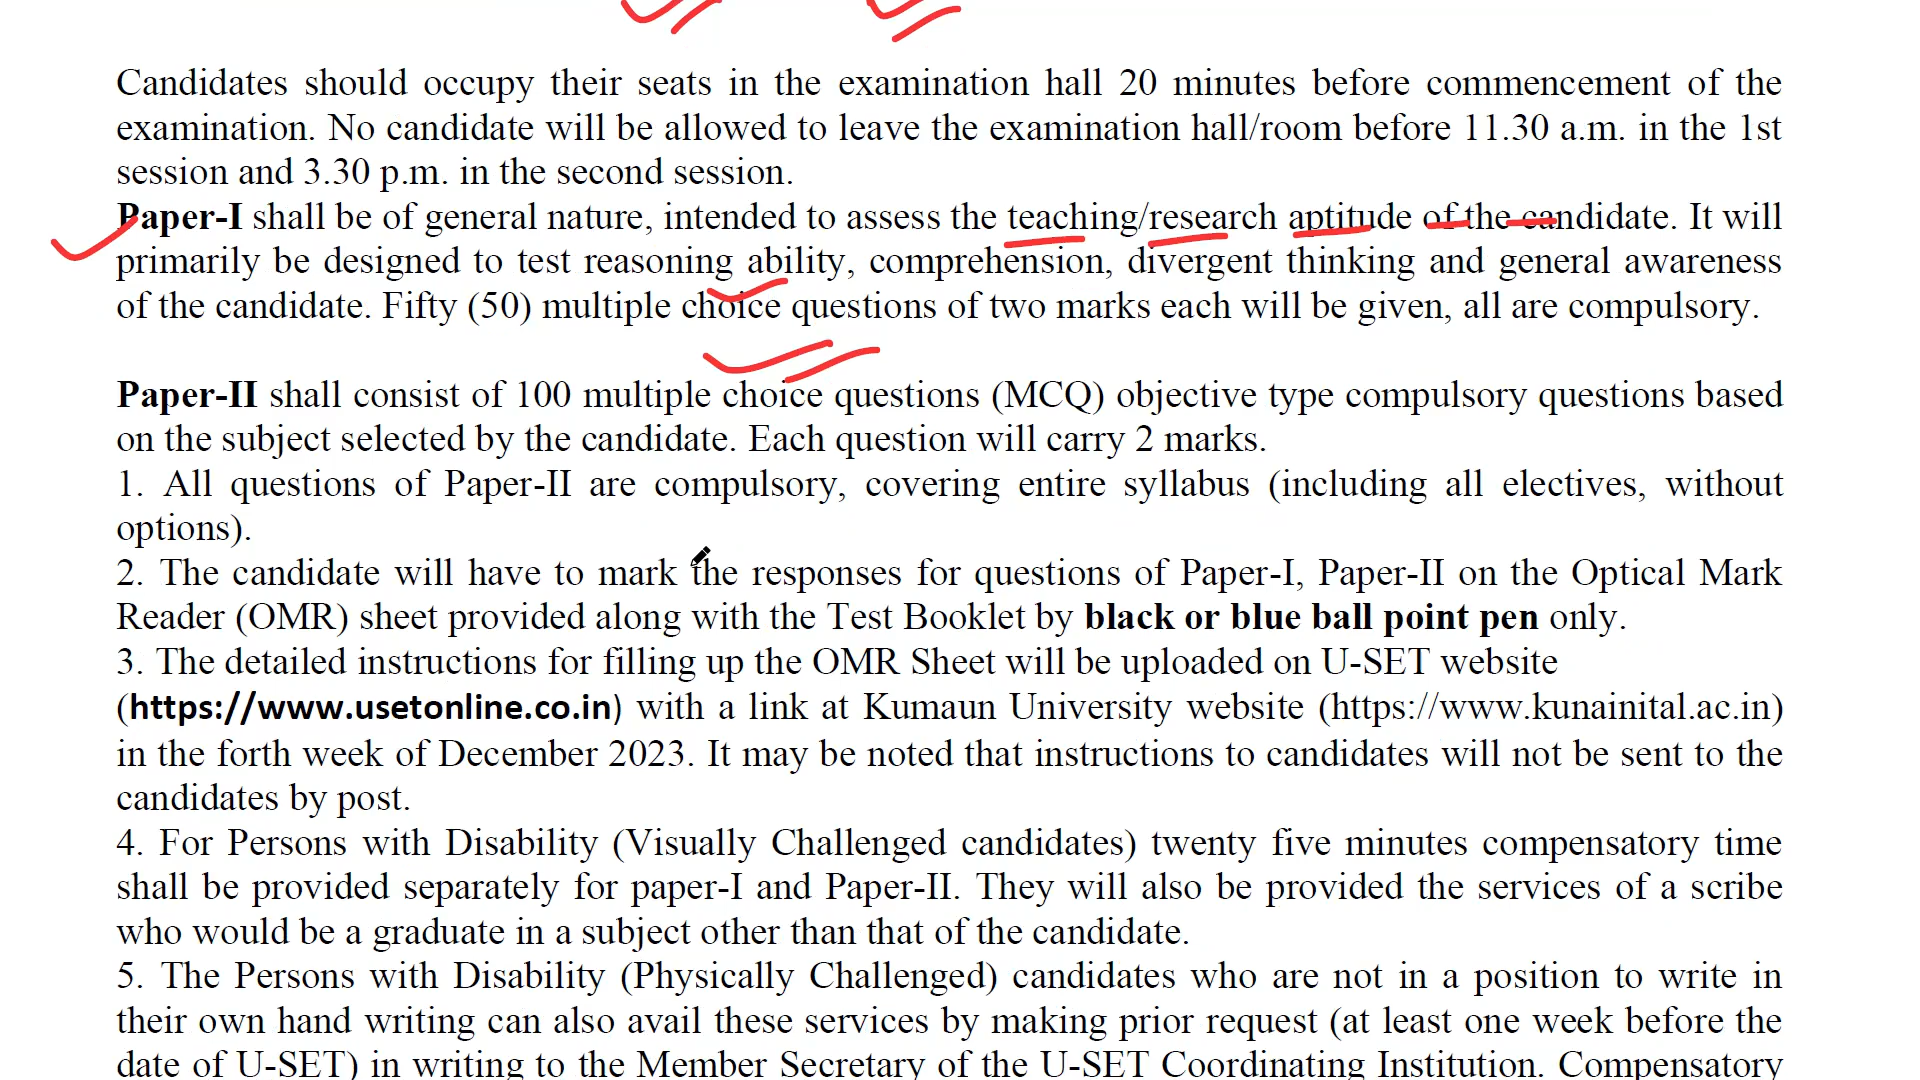 Candidates should occupy their seats in the examination hall 20 minutes before commencement of the
examination. No candidate will be allowed to leave the examination hall/room before 11.30 a.m. in the 1st
session and 3.30 p.m. in the second session.
Paper-I shall be of general nature, intended to assess the teaching/research aptitude of the candidate. It will
primarily be designed to test reasoning ability, comprehension, divergent thinking and general awareness
of the candidate. Fifty (50) multiple choice questions of two marks each will be given, all are compulsory.
Paper-II shall consist of 100 multiple choice questions (MCQ) objective type compulsory questions based
on the subject selected by the candidate. Each question will carry 2 marks.
1. All questions of Paper-II are compulsory, covering entire syllabus (including all electives, without
options).
2. The candidate will have to mark the responses for questions of Paper-I, Paper-II on the Optical Mark
Reader (OMR) sheet provided along with the Test Booklet by black or blue ball point pen only.
3. The detailed instructions for filling up the OMR Sheet will be uploaded on U-SET website
(https://www.usetonline.co.in) with a link at Kumaun University website (https://www.kunainital.ac.in)
in the forth week of December 2023. It may be noted that instructions to candidates will not be sent to the
candidates by post.
4. For Persons with Disability (Visually Challenged candidates) twenty five minutes compensatory time
shall be provided separately for paper-I and Paper-II. They will also be provided the services of a scribe
who would be a graduate in a subject other than that of the candidate.
5. The Persons with Disability (Physically Challenged) candidates who are not in a position to write in
their own hand writing can also avail these services by making prior request (at least one week before the
date of U-SET) in writing to the Member Secretary of the U-SET Coordinating Institution. Compensatory